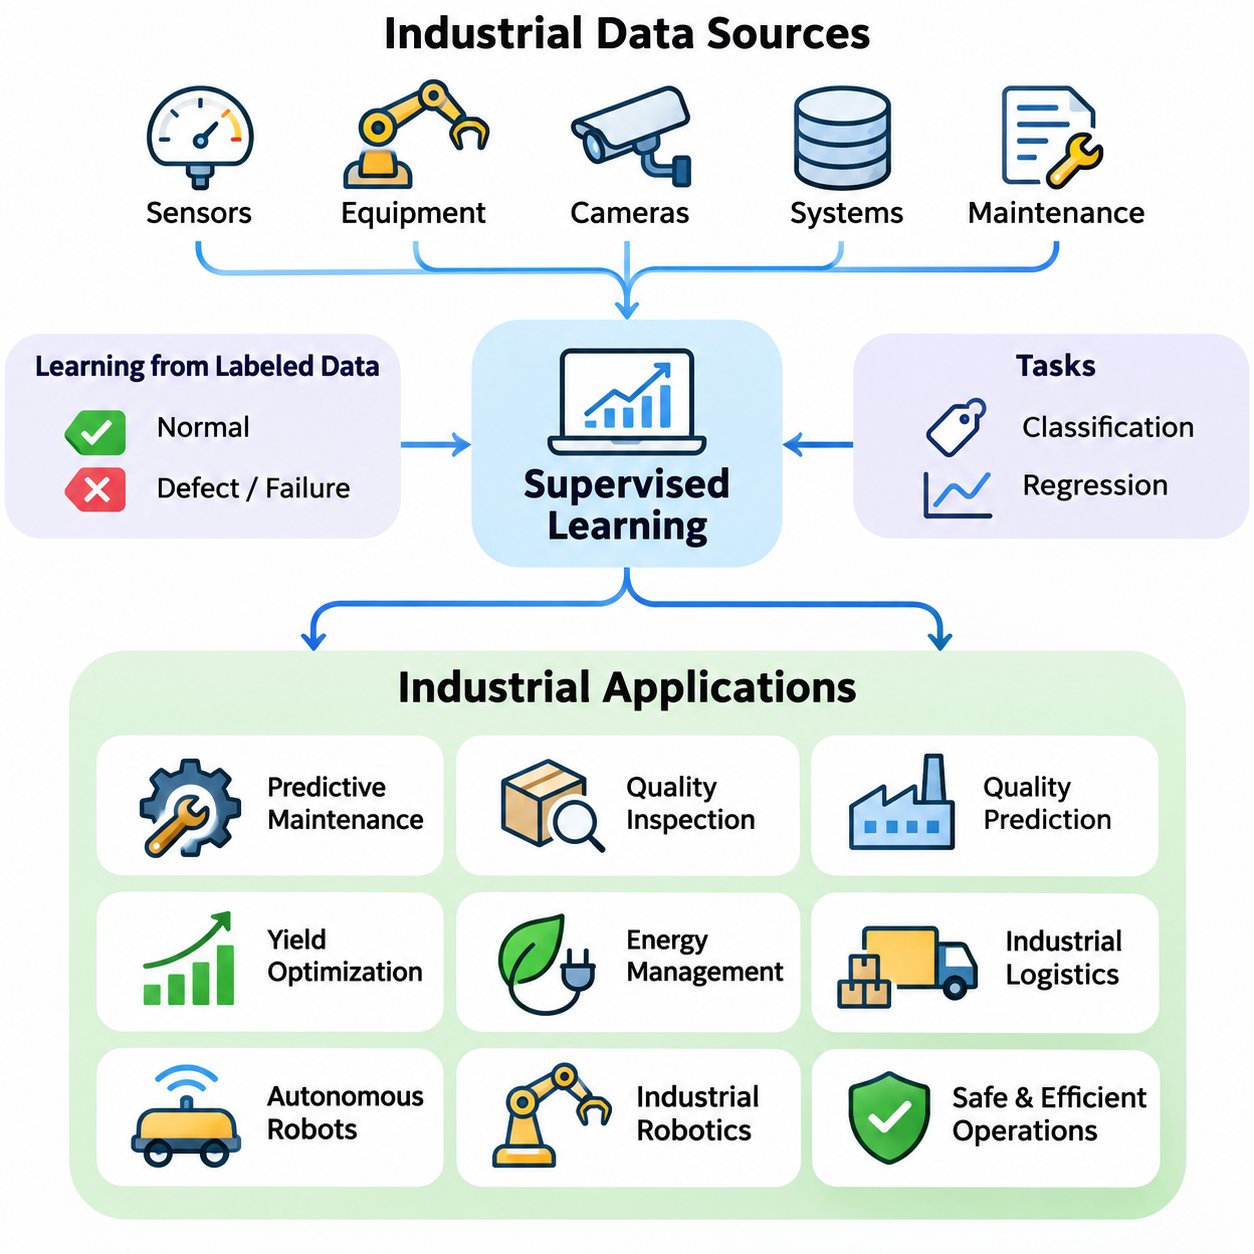 Industrial Data Sources
Sensors
Equipment
Cameras
Systems
Maintenance
Learning from Labeled Data
Normal
Defect / Failure
Supervised
Learning
Tasks
Classification
Regression
Industrial Applications
Predictive
Maintenance
Quality
Inspection
Quality
Prediction
Yield
Optimization
Energy
Management
Industrial
Logistics
Autonomous
Robots
Industrial
Robotics
Safe & Efficient
Operations